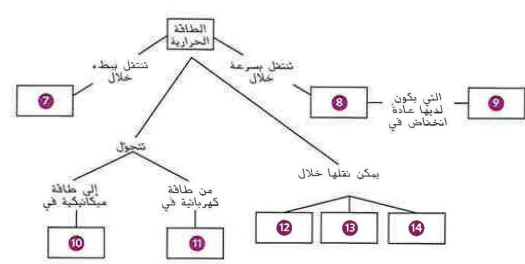 الطاقة
الحرارية
تنتقل بسرعة
خلال
تنتقل ببطء
خلال
7
8
التي يكون
لديها عادة
انخفاض في
9
تتحول
يمكن نقلها خلال
إلى طاقة
ميكانيكية في
من طاقة
كهربائية في
10
11
12
13
14